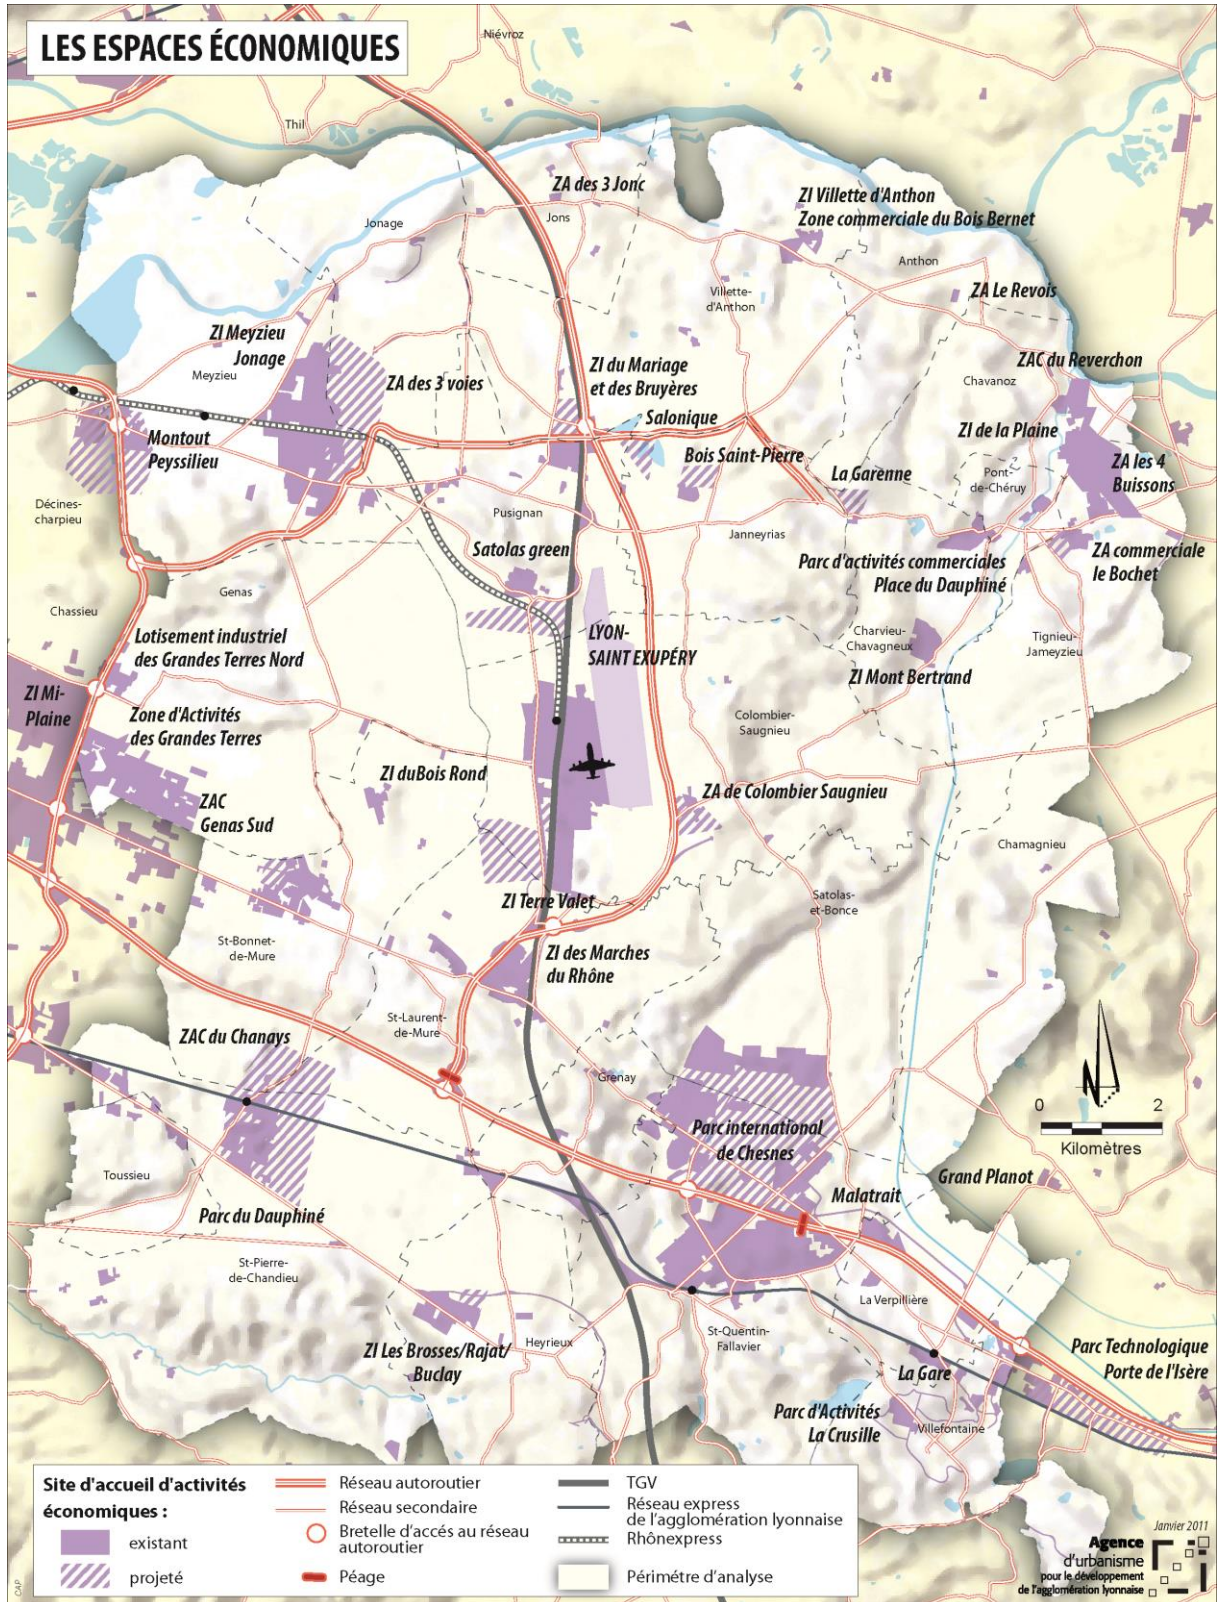 LES ESPACES ÉCONOMIQUES
Niévroz
Thil
ZA des 3 Jonc
Jons
Jonage
ZI Villette d'Anthon
Zone commerciale du Bois Bernet
Anthon
Villette-
d'Anthon
ZA Le Revois
ZI Meyzieu
Jonage
Meyzieu
ZA des 3 voies
ZI du Mariage
et des Bruyères
ZAC du Reverchon
Chavanoz
Salonique
Montout
Peyssilieu
Bois Saint-Pierre
ZI de la Plaine
La Garenne
Pont-
de-Chéruy
ZA les 4
Buissons
Décines-
charpieu
Pusignan
Janneyrias
Satolas green
Parc d'activités commerciales
Place du Dauphiné
ZA commerciale
le Bochet
Genas
Chassieu
Lotisement industriel
des Grandes Terres Nord
LYON-
SAINT EXUPÉRY
Charvieu-
Chavagneux
Tignieu-
Jameyzieu
ZI Mont Bertrand
ZI Mi-
Plaine
Zone d'Activités
des Grandes Terres
Colombier-
Saugnieu
ZI duBois Rond
ZA de Colombier Saugnieu
ZAC
Genas Sud
Chamagnieu
ZI Terre Valet
Satolas-
et-Bonce
St-Bonnet-
de-Mure
ZI des Marches
du Rhône
St-Laurent-
de-Mure
ZAC du Chanays
Grenay
0 2
Kilomètres
Parc international
de Chesnes
Toussieu
Grand Planot
Malatrait
Parc du Dauphiné
St-Pierre-
de-Chandieu
La Verpillière
ZI Les Brosses/Rajat/
Buclay
Heyrieux
St-Quentin-
Fallavier
Parc Technologique
Porte de l'Isère
La Gare
Parc d'Activités
La Crusille
Villefontaine
Site d'accueil d'activités
économiques :
existant
projeté
Réseau autoroutier
Réseau secondaire
Bretelle d'accés au réseau
autoroutier
Péage
TGV
Réseau express
de l'agglomération lyonnaise
Rhônexpress
Périmétre d'analyse
Janvier 2011
Agence
d'urbanisme
pour le développement
de l'agglomération lyonnaise
CAP